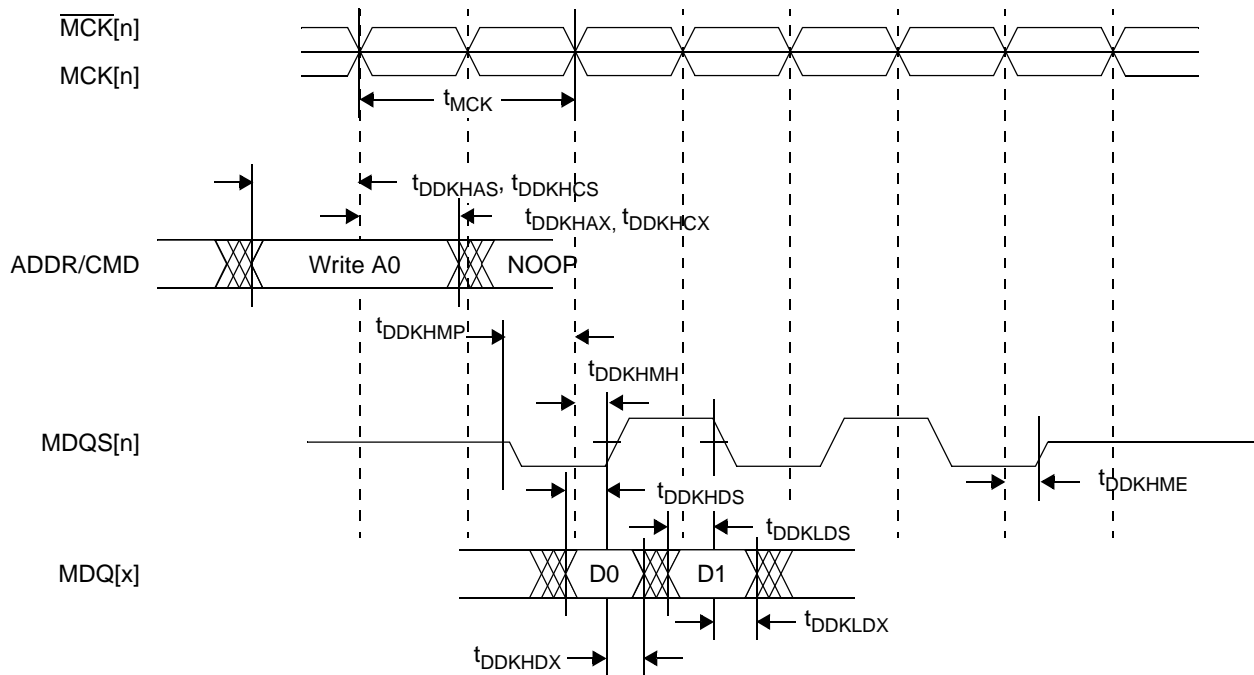 MCK[n]
MCK[n]
tMCK
tDDKHAS, tDDKHCS
tDDKHAX, tDDKHCX
ADDR/CMD Write A0 NOOP
tDDKHMP
tDDKHMH
MDQS[n]
tDDKHME
tDDKHDS
tDDKLDS
MDQ[x] D0 D1
tDDKLDX
tDDKHDX